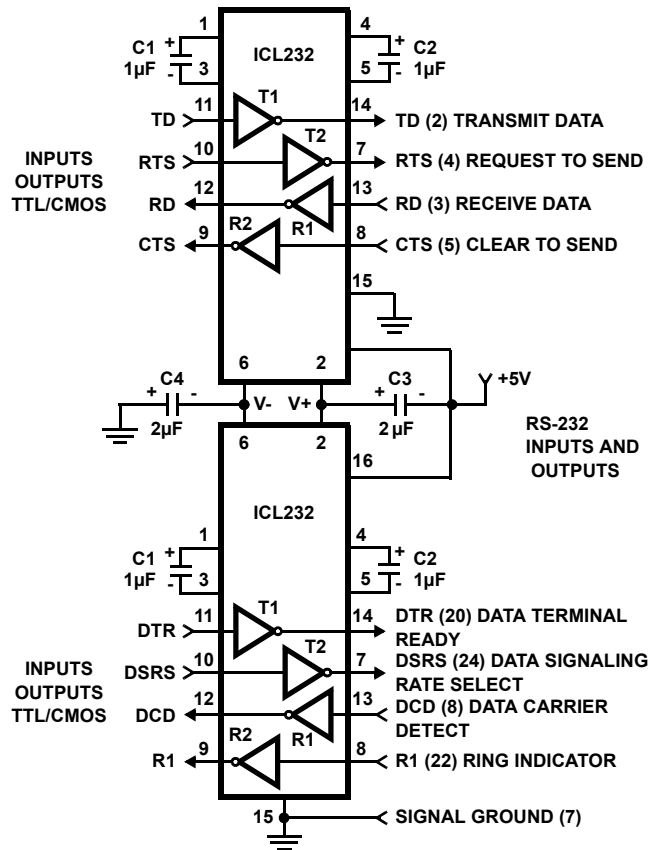 1
4
C1 +
+ C2
1µF -
- 1µF
3
5
ICL232
T1
TD 11
14 TD (2) TRANSMIT DATA
T2
RTS 10
7 RTS (4) REQUEST TO SEND
INPUTS
OUTPUTS
TTL/CMOS
RD 12
13 RD (3) RECEIVE DATA
R1
R2
CTS 9
8 CTS (5) CLEAR TO SEND
15
6 2
C4
+ -
2µF
V- V+
C3
+ -
2µF
+5V
RS-232
INPUTS AND
OUTPUTS
6 2
16
ICL232
1
4
C1 +
+ C2
1µF -
- 1µF
3
5
T1
DTR 11
14 DTR (20) DATA TERMINAL
READY
T2
DSRS 10
7 DSRS (24) DATA SIGNALING
RATE SELECT
INPUTS
OUTPUTS
TTL/CMOS
DCD 12
13 DCD (8) DATA CARRIER
DETECT
R1
R2
R1 9
8 R1 (22) RING INDICATOR
15
SIGNAL GROUND (7)